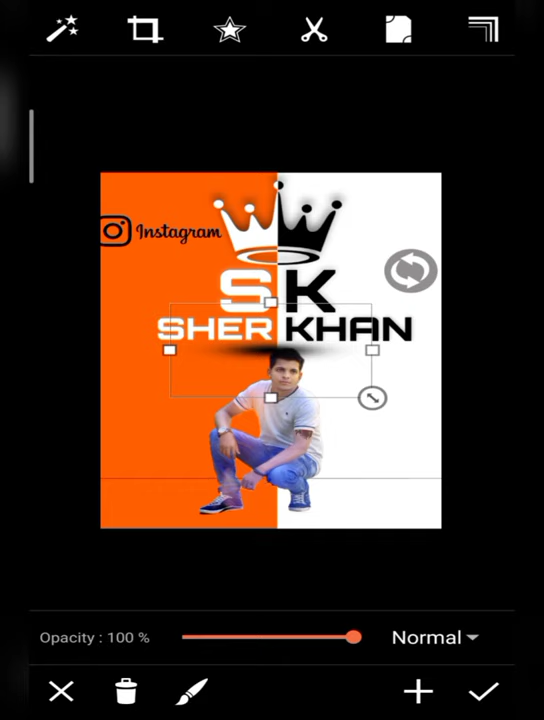 Instagram
SK
SHER KHAN
Opacity : 100 %
Normal